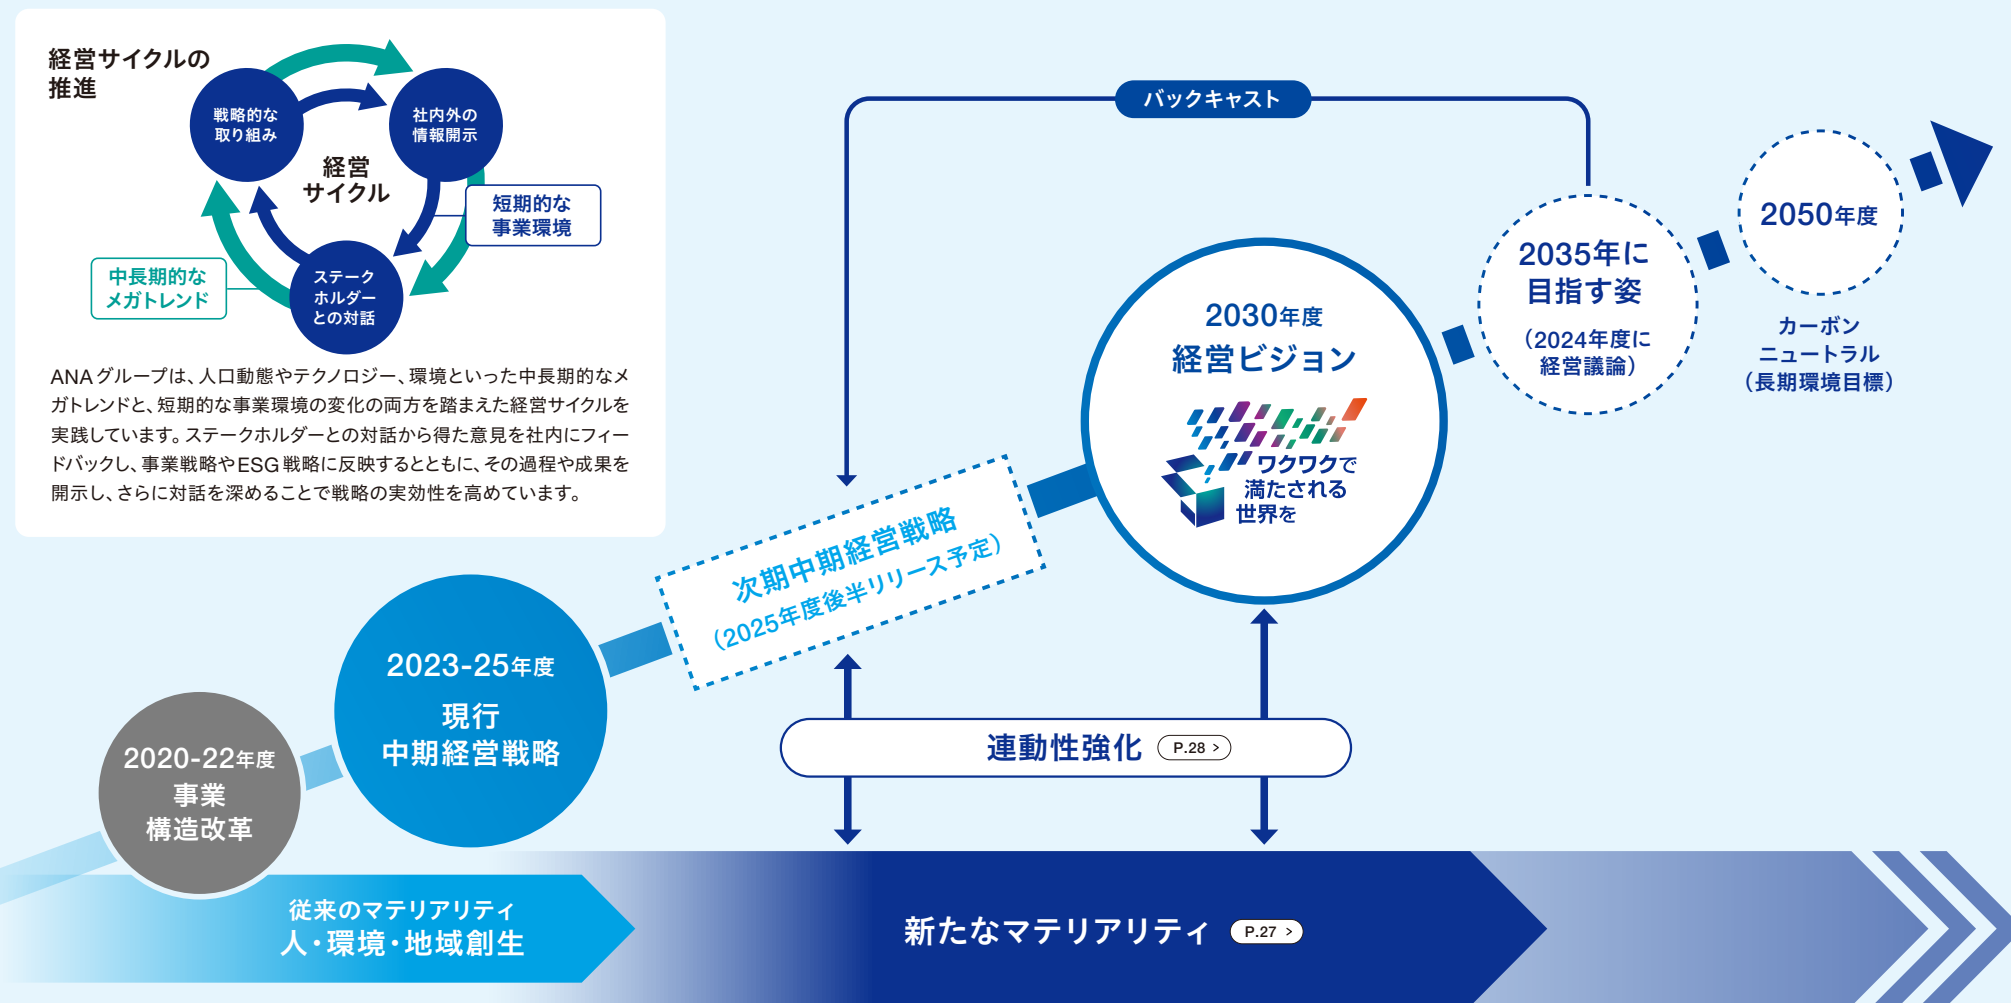 経営サイクルの
推進
戦略的な
取り組み
社内外の
情報開示
経営
サイクル
短期的な
事業環境
中長期的な
メガトレンド
ステーク
ホルダー
との対話
ANAグループは、人口動態やテクノロジー、環境といった中長期的なメ
ガトレンドと、短期的な事業環境の変化の両方を踏まえた経営サイクルを
実践しています。ステークホルダーとの対話から得た意見を社内にフィー
ドバックし、事業戦略やESG戦略に反映するとともに、その過程や成果を
開示し、さらに対話を深めることで戦略の実効性を高めています。
バックキャスト
2050年度
カーボン
ニュートラル
（長期環境目標）
2035年に
目指す姿
（2024年度に
経営議論）
2030年度
経営ビジョン
ワクワクで
満たされる
世界を
次期中期経営戦略
（2025年度後半リリース予定）
2023-25年度
現行
中期経営戦略
2020-22年度
事業
構造改革
連動性強化 P.28 >
従来のマテリアリティ
人・環境・地域創生
新たなマテリアリティ P.27 >